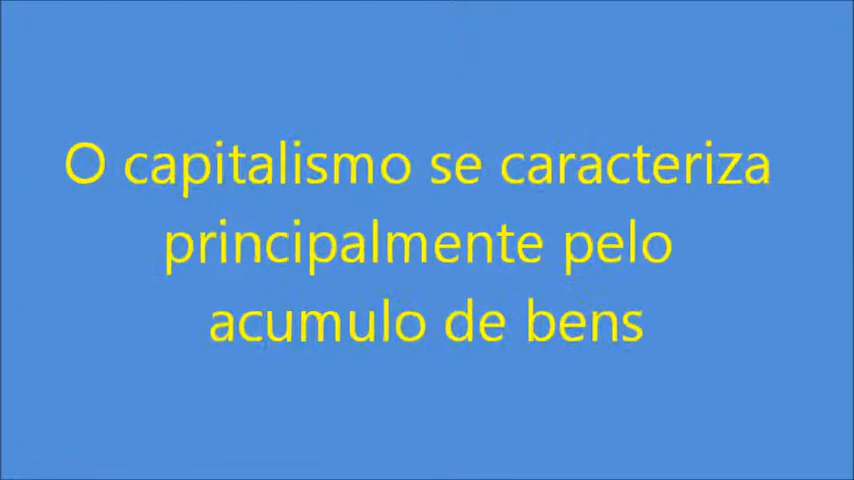 O capitalismo se caracteriza
principalmente pelo
acumulo de bens